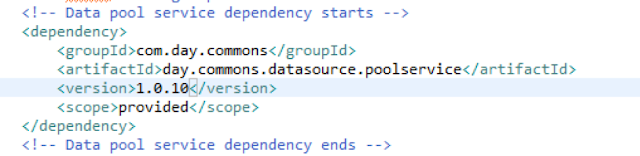 <!-- Data pool service dependency starts -->
<dependency>
<groupId>com.day.commons</groupId>
<artifactId>day.commons.datasource.poolservice</artifactId>
<version>1.0.10</version>
<scope>provided</scope>
</dependency>
<!-- Data pool service dependency ends -->